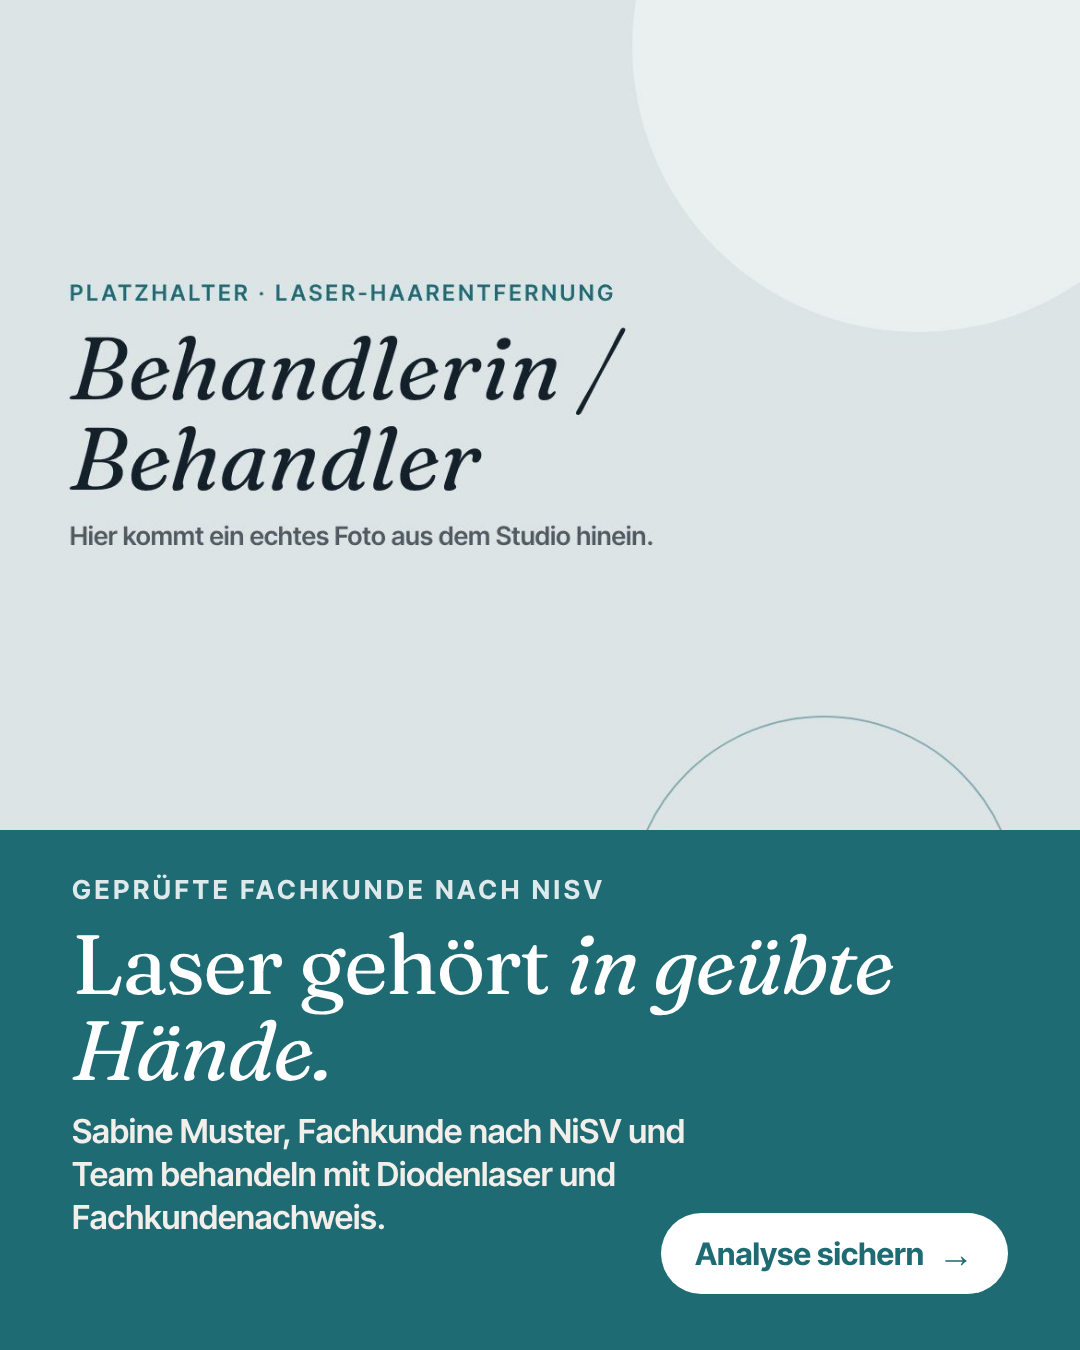 PLATZHALTER · LASER-HAARENTFERNUNG
Behandlerin /
Behandler
Hier kommt ein echtes Foto aus dem Studio hinein.
GEPRÜFTE FACHKUNDE NACH NISV
Laser gehört in geübte
Hände.
Sabine Muster, Fachkunde nach NiSV und
Team behandeln mit Diodenlaser und
Fachkundenachweis.
Analyse sichern →